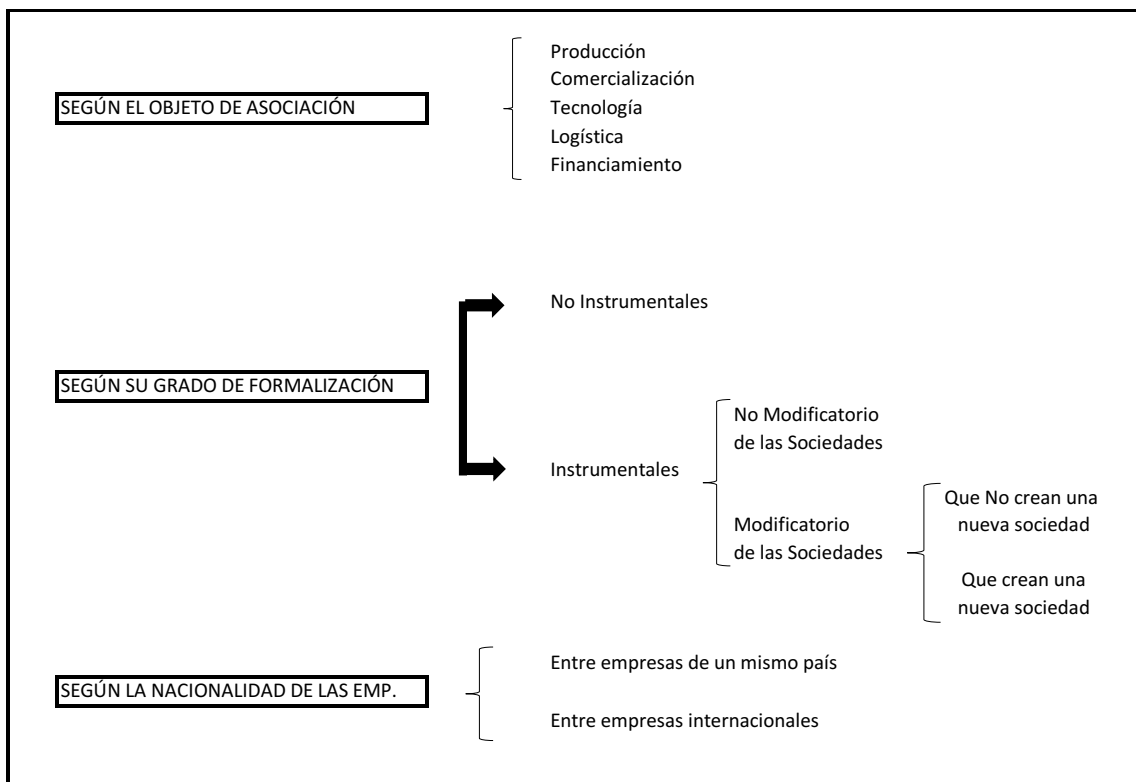 SEGÚN EL OBJETO DE ASOCIACIÓN
Producción
Comercialización
Tecnología
Logística
Financiamiento
SEGÚN SU GRADO DE FORMALIZACIÓN
No Instrumentales
Instrumentales
No Modificatorio
de las Sociedades
Modificatorio
de las Sociedades
Que No crean una
nueva sociedad
Que crean una
nueva sociedad
SEGÚN LA NACIONALIDAD DE LAS EMP.
Entre empresas de un mismo país
Entre empresas internacionales